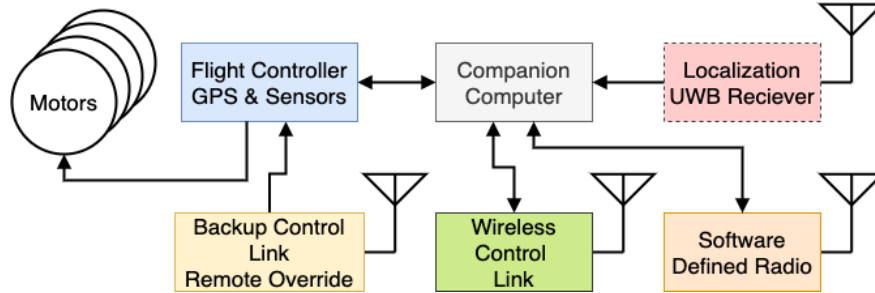 Motors
Flight Controller
GPS & Sensors
Companion
Computer
Localization
UWB Reciever
Backup Control
Link
Remote Override
Wireless
Control
Link
Software
Defined Radio